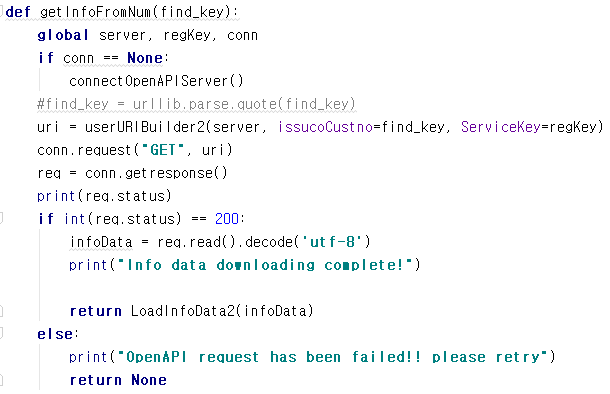 def getInfoFromNum(find_key):
    global server, regKey, conn
    if conn == None:
        connectOpenAPIServer()
    #find_key = urllib.parse.quote(find_key)
    uri = userURIBuilder2(server, issucoCustno=find_key, ServiceKey=regKey)
    conn.request("GET", uri)
    req = conn.getresponse()
    print(req.status)
    if int(req.status) == 200:
        infoData = req.read().decode('utf-8')
        print("Info data downloading complete!")
        return LoadInfoData2(infoData)
    else:
        print("OpenAPI request has been failed!! please retry")
        return None